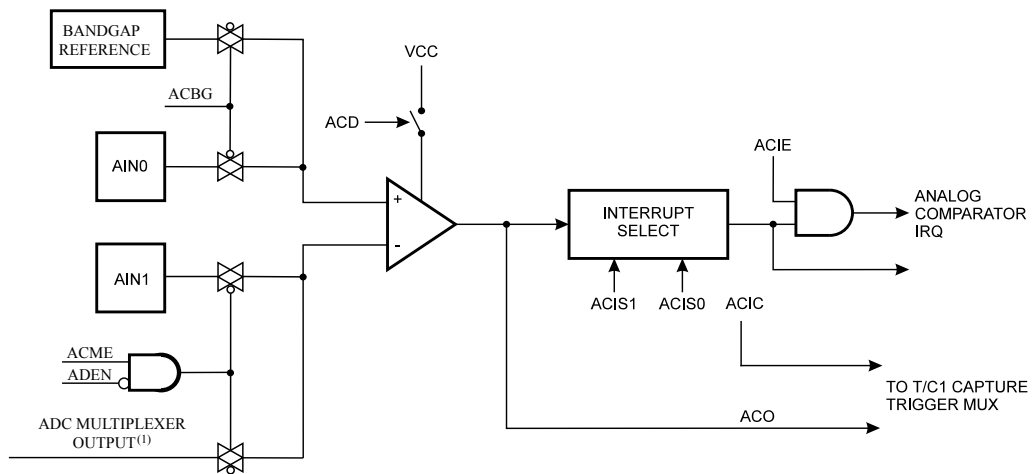 BANDGAP
REFERENCE
VCC
ACBG
ACD
AIN0
ACIE
+
-
INTERRUPT
SELECT
ANALOG
COMPARATOR
IRQ
AIN1
ACIS1
ACIS0
ACIC
ACME
ADEN
TO T/C1 CAPTURE
TRIGGER MUX
ADC MULTIPLEXER
OUTPUT(1)
ACO